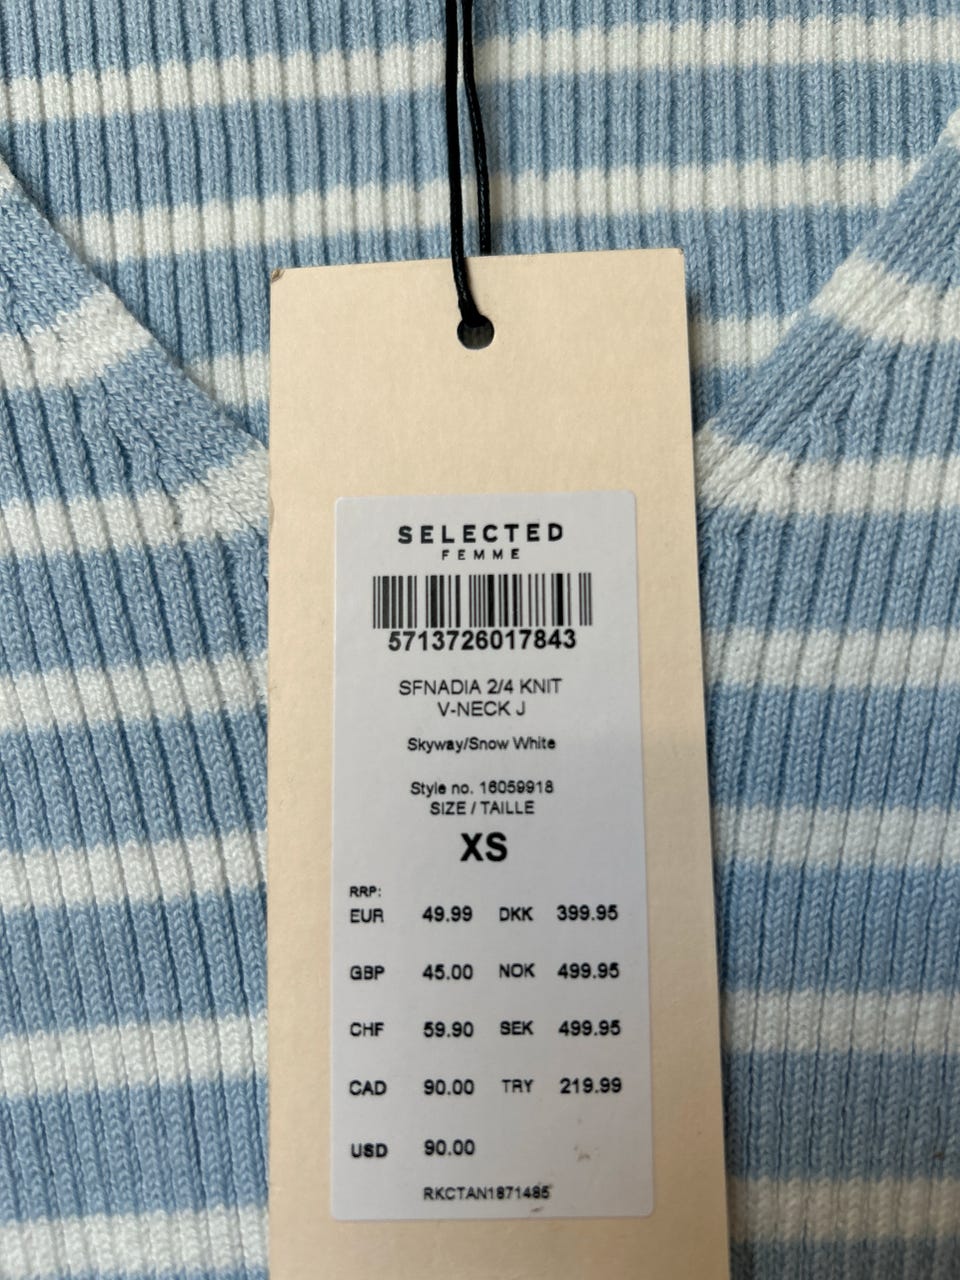 SELECTED
FEMME
5713726017843
SFNADIA 2/4 KNIT
V-NECK J
Skyway/Snow White
Style no. 16059918
SIZE / TAILLE
XS
RRP:
EUR 49.99 DKK 399.95
GBP 45.00 NOK 499.95
CHF 59.90 SEK 499.95
CAD 90.00 TRY 219.99
USD 90.00
RKCTAN1871485